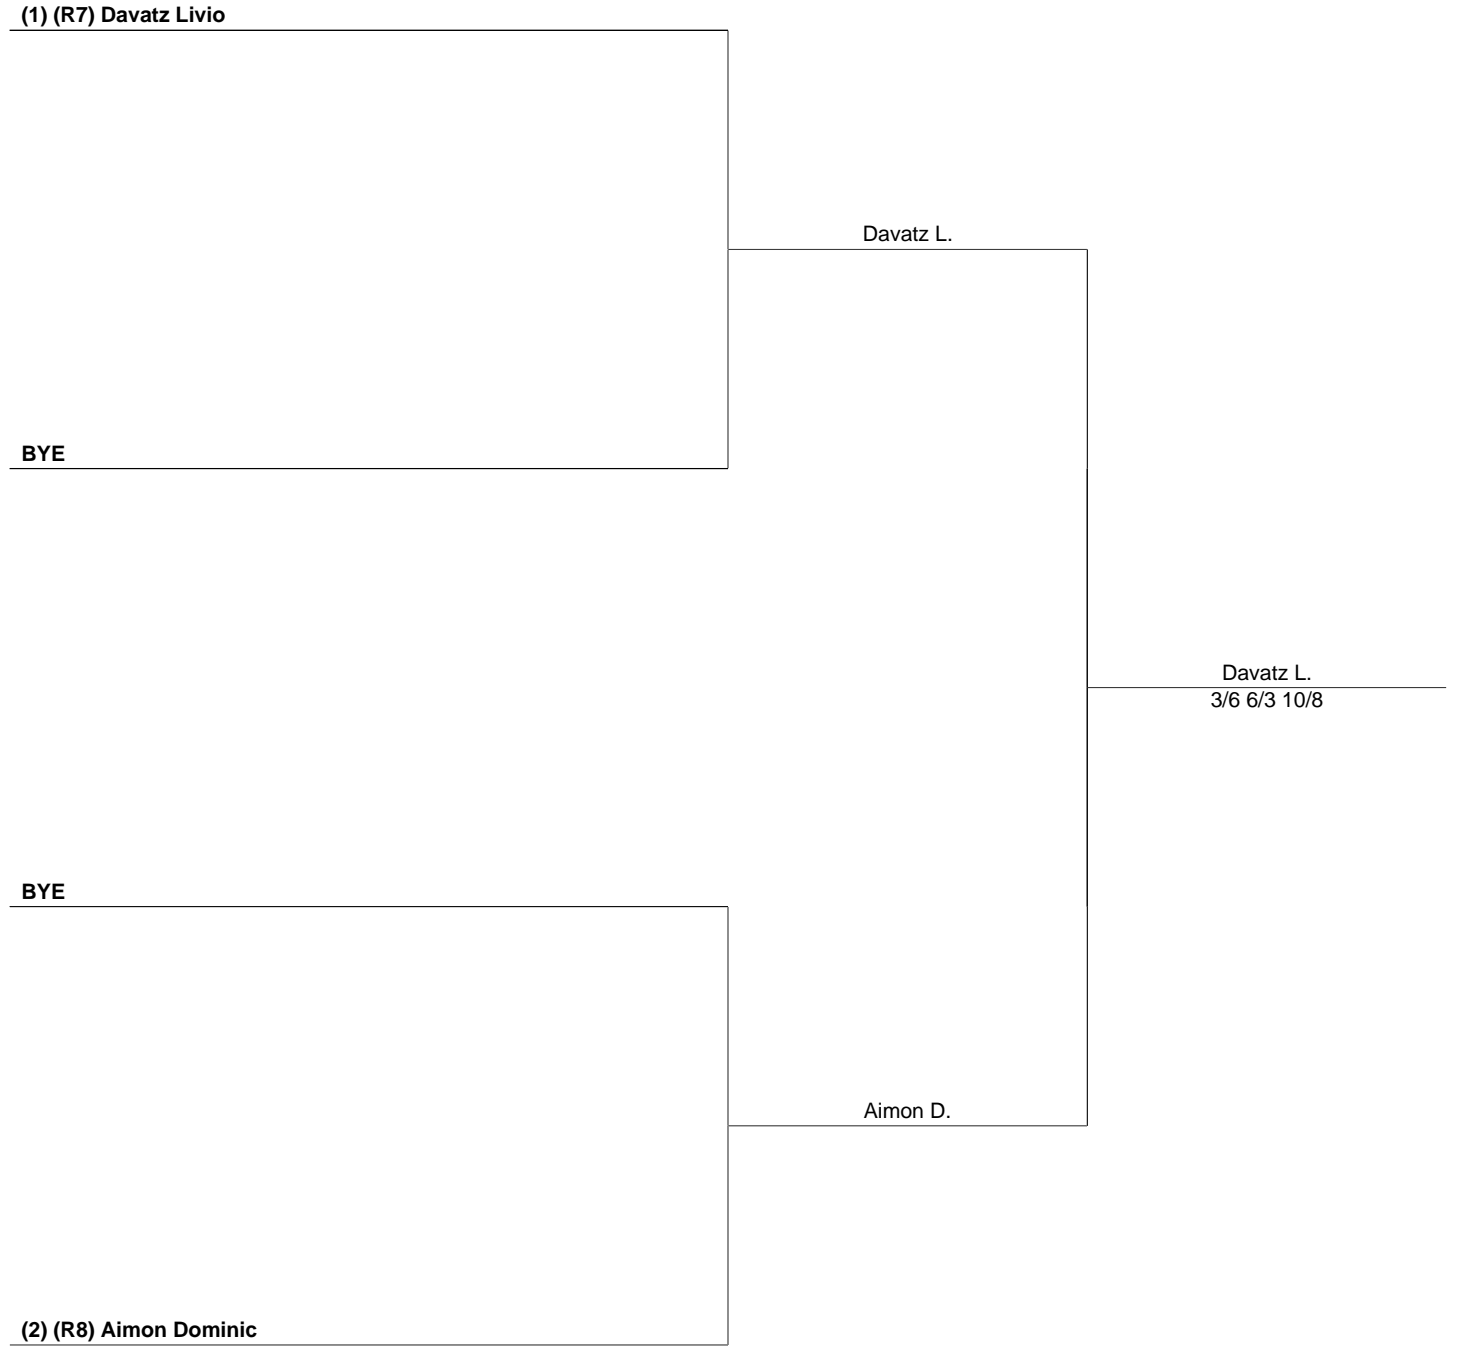 (1) (R7) Davatz Livio
Davatz L.
BYE
Davatz L.
3/6 6/3 10/8
BYE
Aimon D.
(2) (R8) Aimon Dominic